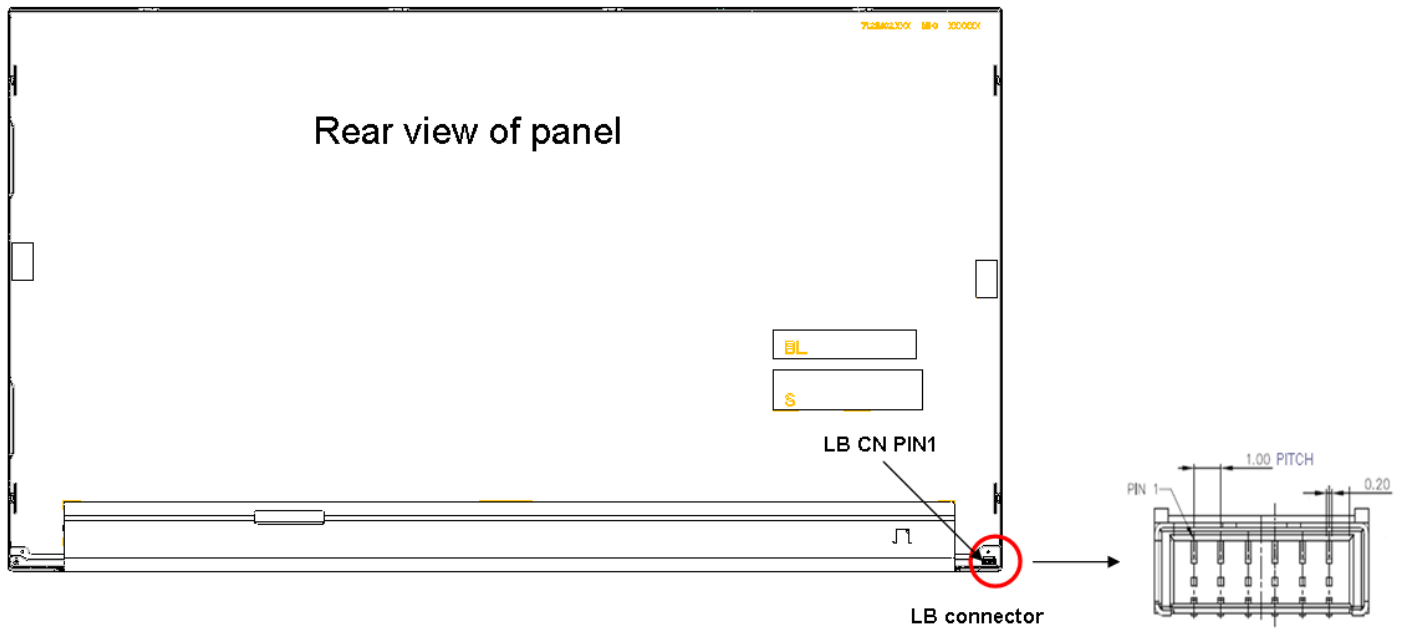 Rear view of panel
BL
S
LB CN PIN1
1.00 PITCH
PIN 1
0.20
LB connector